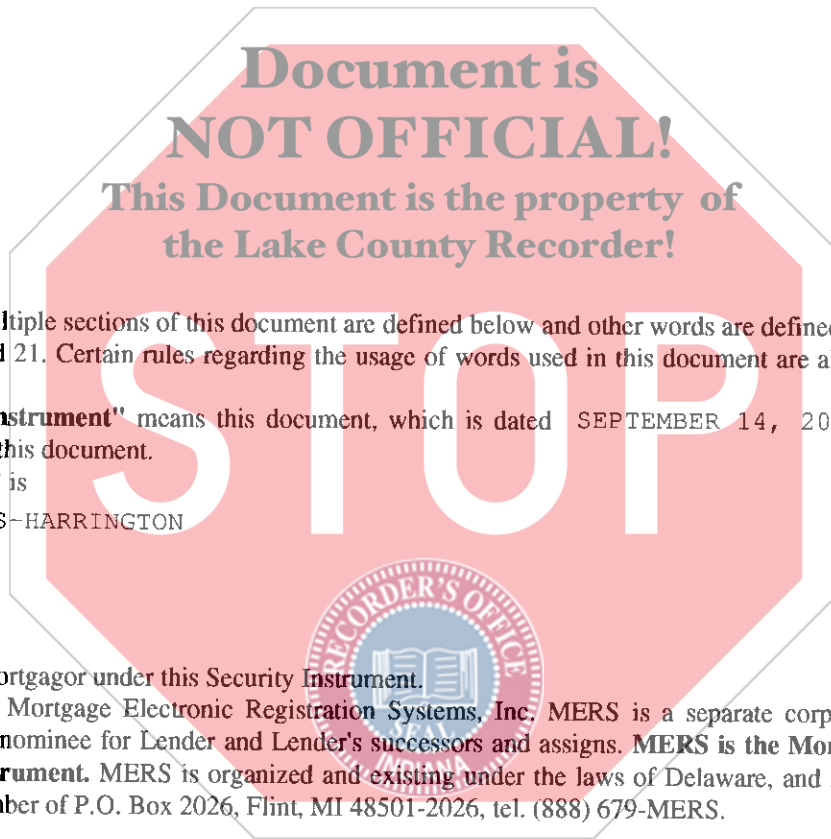 Document is
NOT OFFICIAL!
This Document is the property of
the Lake County Recorder!
STOP
ltiple sections of this document are defined below and other words are defined
21. Certain rules regarding the usage of words used in this document are a
nstrument" means this document, which is dated SEPTEMBER 14, 20
this document.
is
S-HARRINGTON
RECORDER'S OFFICE
SEAL
INDIANA
ortgagor under this Security Instrument.
Mortgage Electronic Registration Systems, Inc. MERS is a separate corp
nominee for Lender and Lender's successors and assigns. MERS is the Mor
rument. MERS is organized and existing under the laws of Delaware, and
ber of P.O. Box 2026, Flint, MI 48501-2026, tel. (888) 679-MERS.